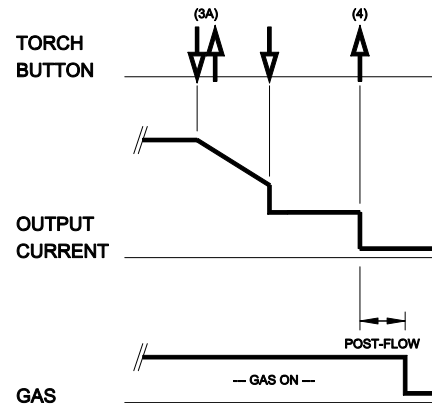 (3A)
(4)
TORCH
BUTTON
OUTPUT
CURRENT
POST-FLOW
--- GAS ON ---
GAS